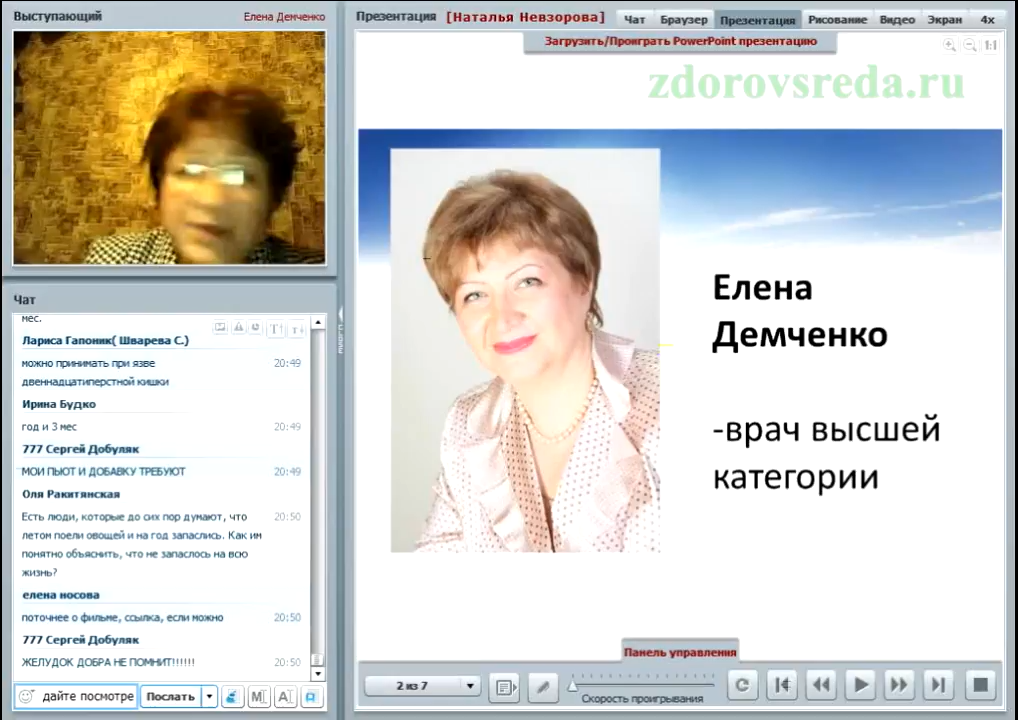 Выступающий
Елена Демченко
Чат
мес.
Лариса Гапоник( Шварева С.)
можно принимать при язве
20:49
двеннадцатиперстной кишки
Ирина Будко
год и 3 мес
20:49
777 Сергей Добуляк
МОИ ПЬЮТ И ДОБАВКУ ТРЕБУЮТ
20:49
Оля Ракитянская
Есть люди, которые до сих пор думают, что
20:50
летом поели овощей и на год запаслись. Как им
понятно объяснить, что не запаслось на всю
жизнь?
елена носова
поточнее о фильме, ссылка, если можно
20:50
777 Сергей Добуляк
ЖЕЛУДОК ДОБРА НЕ ПОМНИТ!!!!!!
20:50
дайте посмотре
Послать
Презентация [Наталья Невзорова]
Чат
Браузер
Презентация
Рисование
Видео
Экран
4x
Загрузить/Проиграть PowerPoint презентацию
1:1
zdorovsreda.ru
Елена
Демченко
-врач высшей
категории
Панель управления
2 из 7
Скорость проигрывания